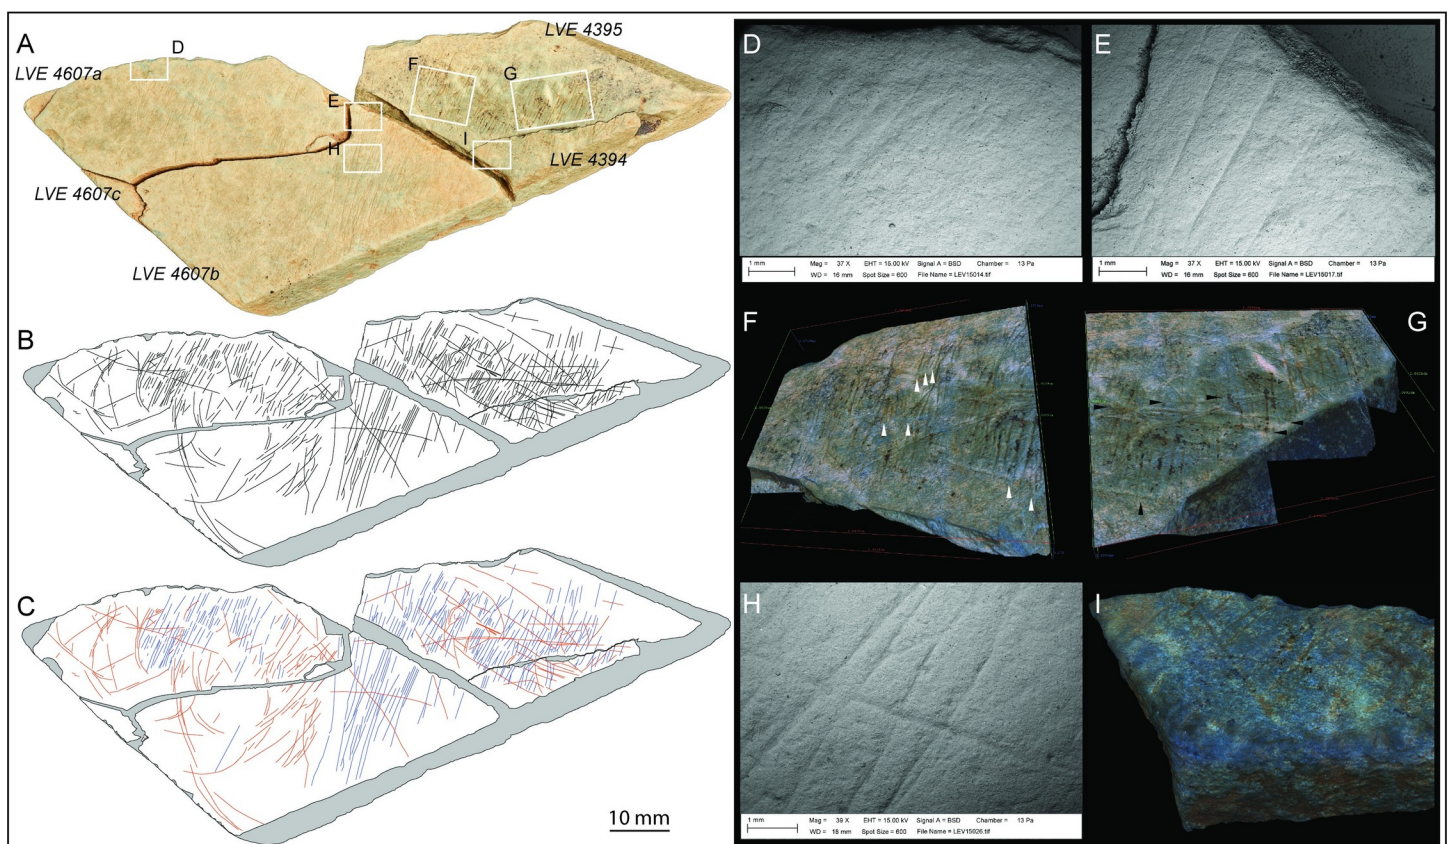 A
LVE 4607a
D
LVE 4395
F
G
E
I
H
LVE 4394
LVE 4607c
LVE 4607b
B
C
10 mm
D
1 mm
Mag = 37 X EHT = 15.00 kV Signal A = BSD Chamber = 13 Pa
WD = 16 mm Spot Size = 600 File Name = LEV15014.tif
E
1 mm
Mag = 37 X EHT = 15.00 kV Signal A = BSD Chamber = 13 Pa
WD = 16 mm Spot Size = 600 File Name = LEV15017.tif
F
G
H
1 mm
Mag = 39 X EHT = 15.00 kV Signal A = BSD Chamber = 13 Pa
WD = 18 mm Spot Size = 600 File Name = LEV15026.tif
I